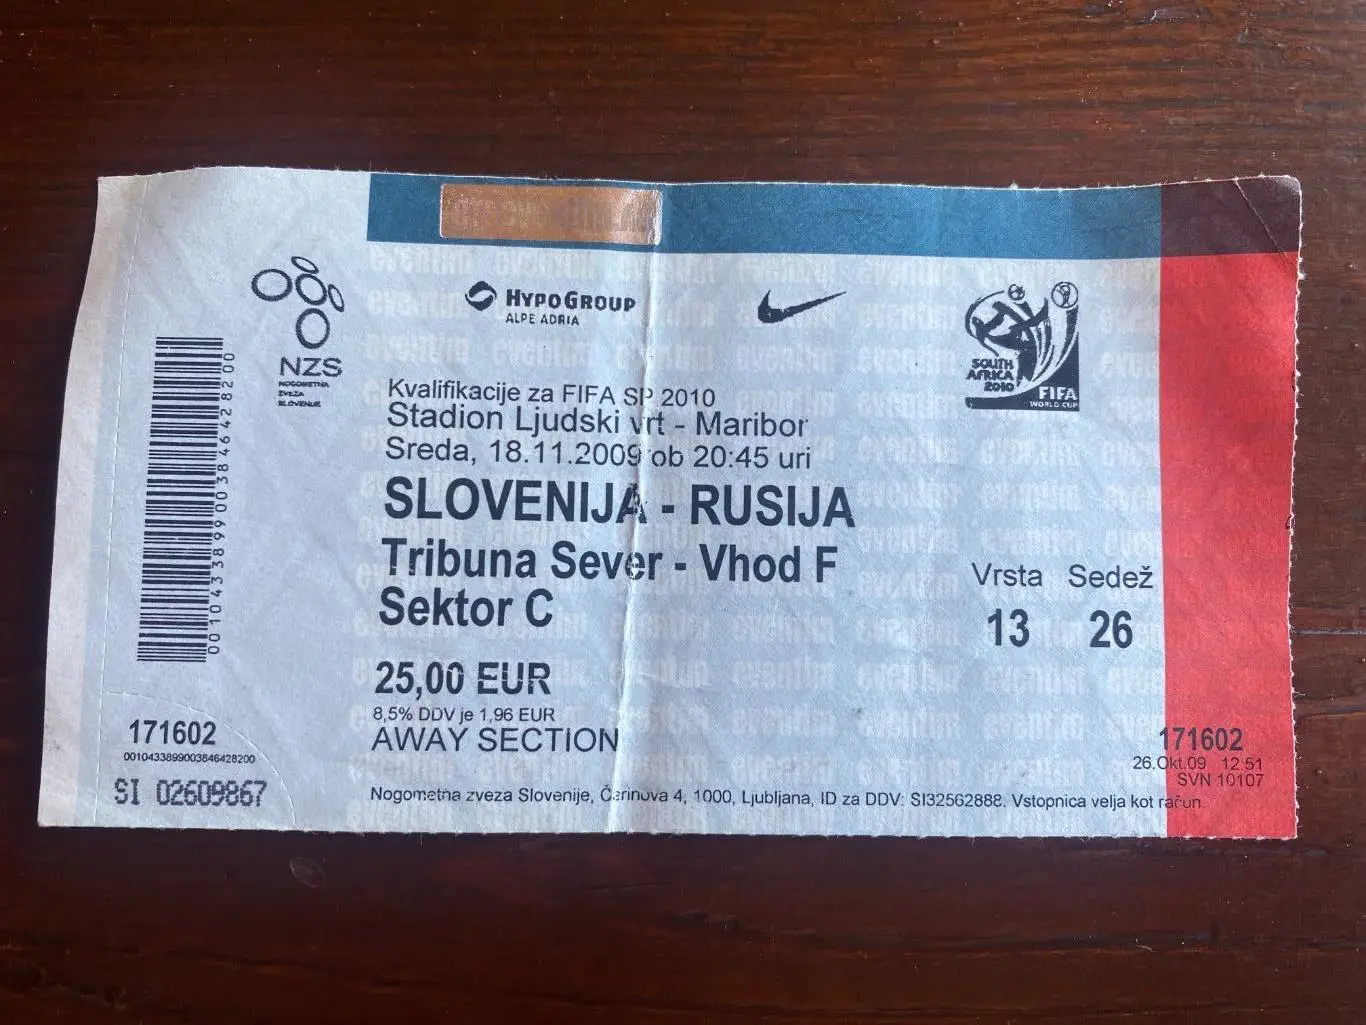 NZS
NOGOMETNA
ZVEZA
SLOVENIJE
HYPO GROUP
ALPE ADRIA
SOUTH
AFRICA
2010
FIFA
WORLD CUP
Kvalifikacije za FIFA SP 2010
Stadion Ljudski vrt - Maribor
Sreda, 18.11.2009 ob 20:45 uri
SLOVENIJA - RUSIJA
Tribuna Sever - Vhod F
Sektor C
Vrsta Sedež
13 26
25,00 EUR
8,5% DDV je 1,96 EUR
AWAY SECTION
Nogometna zveza Slovenije, Čerinova 4, 1000, Ljubljana, ID za DDV: SI32562888. Vstopnica velja kot račun.
0010433899003846428200
171602
0010433899003846428200
SI 02609867
171602
26.Okt.09 12:51
SVN 10107